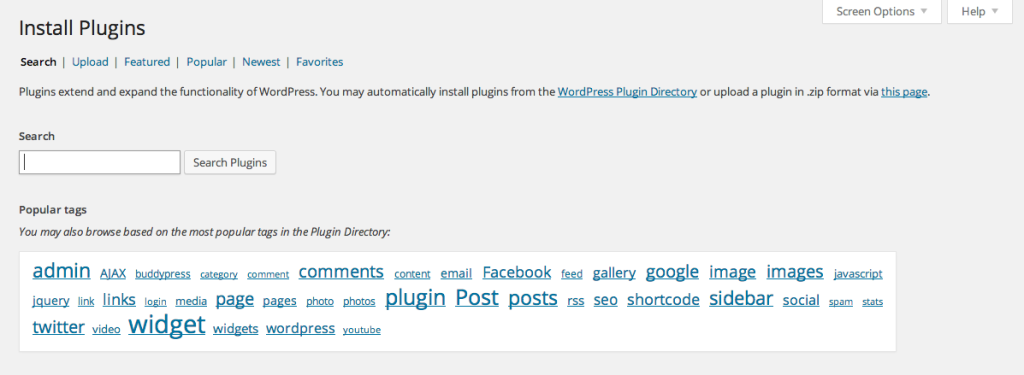 Screen Options Help
Install Plugins
Search | Upload | Featured | Popular | Newest | Favorites
Plugins extend and expand the functionality of WordPress. You may automatically install plugins from the WordPress Plugin Directory or upload a plugin in .zip format via this page.
Search
Search Plugins
Popular tags
You may also browse based on the most popular tags in the Plugin Directory:
admin AJAX buddypress category comment comments content email Facebook feed gallery google image images javascript
jquery link links login media page pages photo photos plugin Post posts rss seo shortcode sidebar social spam stats
twitter video widget widgets wordpress youtube